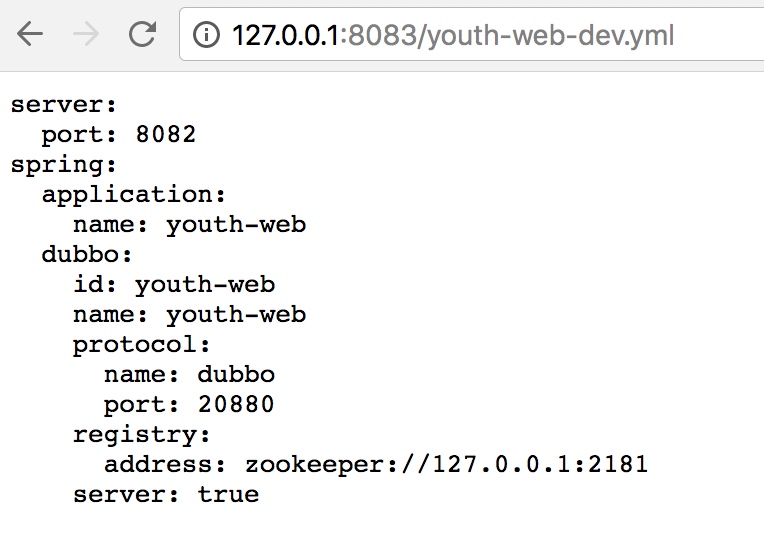 127.0.0.1:8083/youth-web-dev.yml
server:
  port: 8082
spring:
  application:
    name: youth-web
  dubbo:
    id: youth-web
    name: youth-web
    protocol:
      name: dubbo
      port: 20880
    registry:
      address: zookeeper://127.0.0.1:2181
    server: true